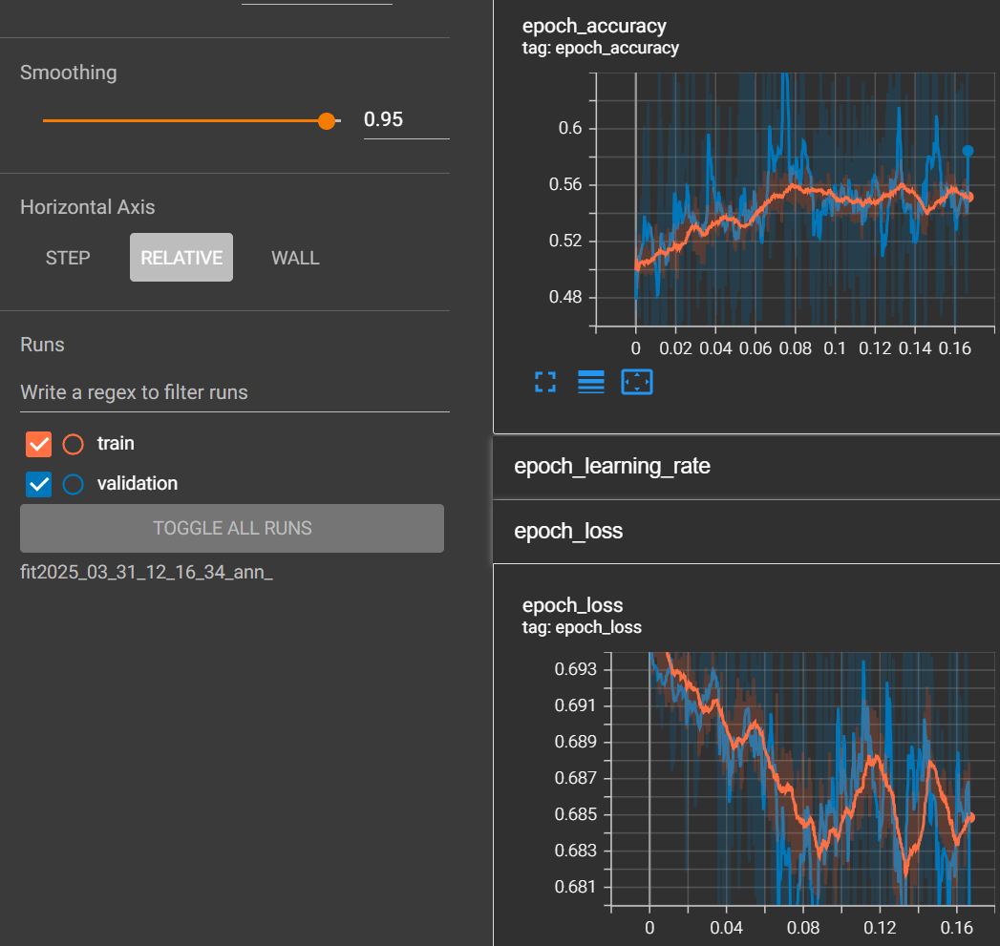 Smoothing
0.95
Horizontal Axis
STEP RELATIVE WALL
Runs
Write a regex to filter runs
train
validation
TOGGLE ALL RUNS
fit2025_03_31_12_16_34_ann_
epoch_accuracy
tag: epoch_accuracy
0.6
0.56
0.52
0.48
0 0.02 0.04 0.06 0.08 0.1 0.12 0.14 0.16
epoch_learning_rate
epoch_loss
epoch_loss
tag: epoch_loss
0.693
0.691
0.689
0.687
0.685
0.683
0.681
0 0.04 0.08 0.12 0.16